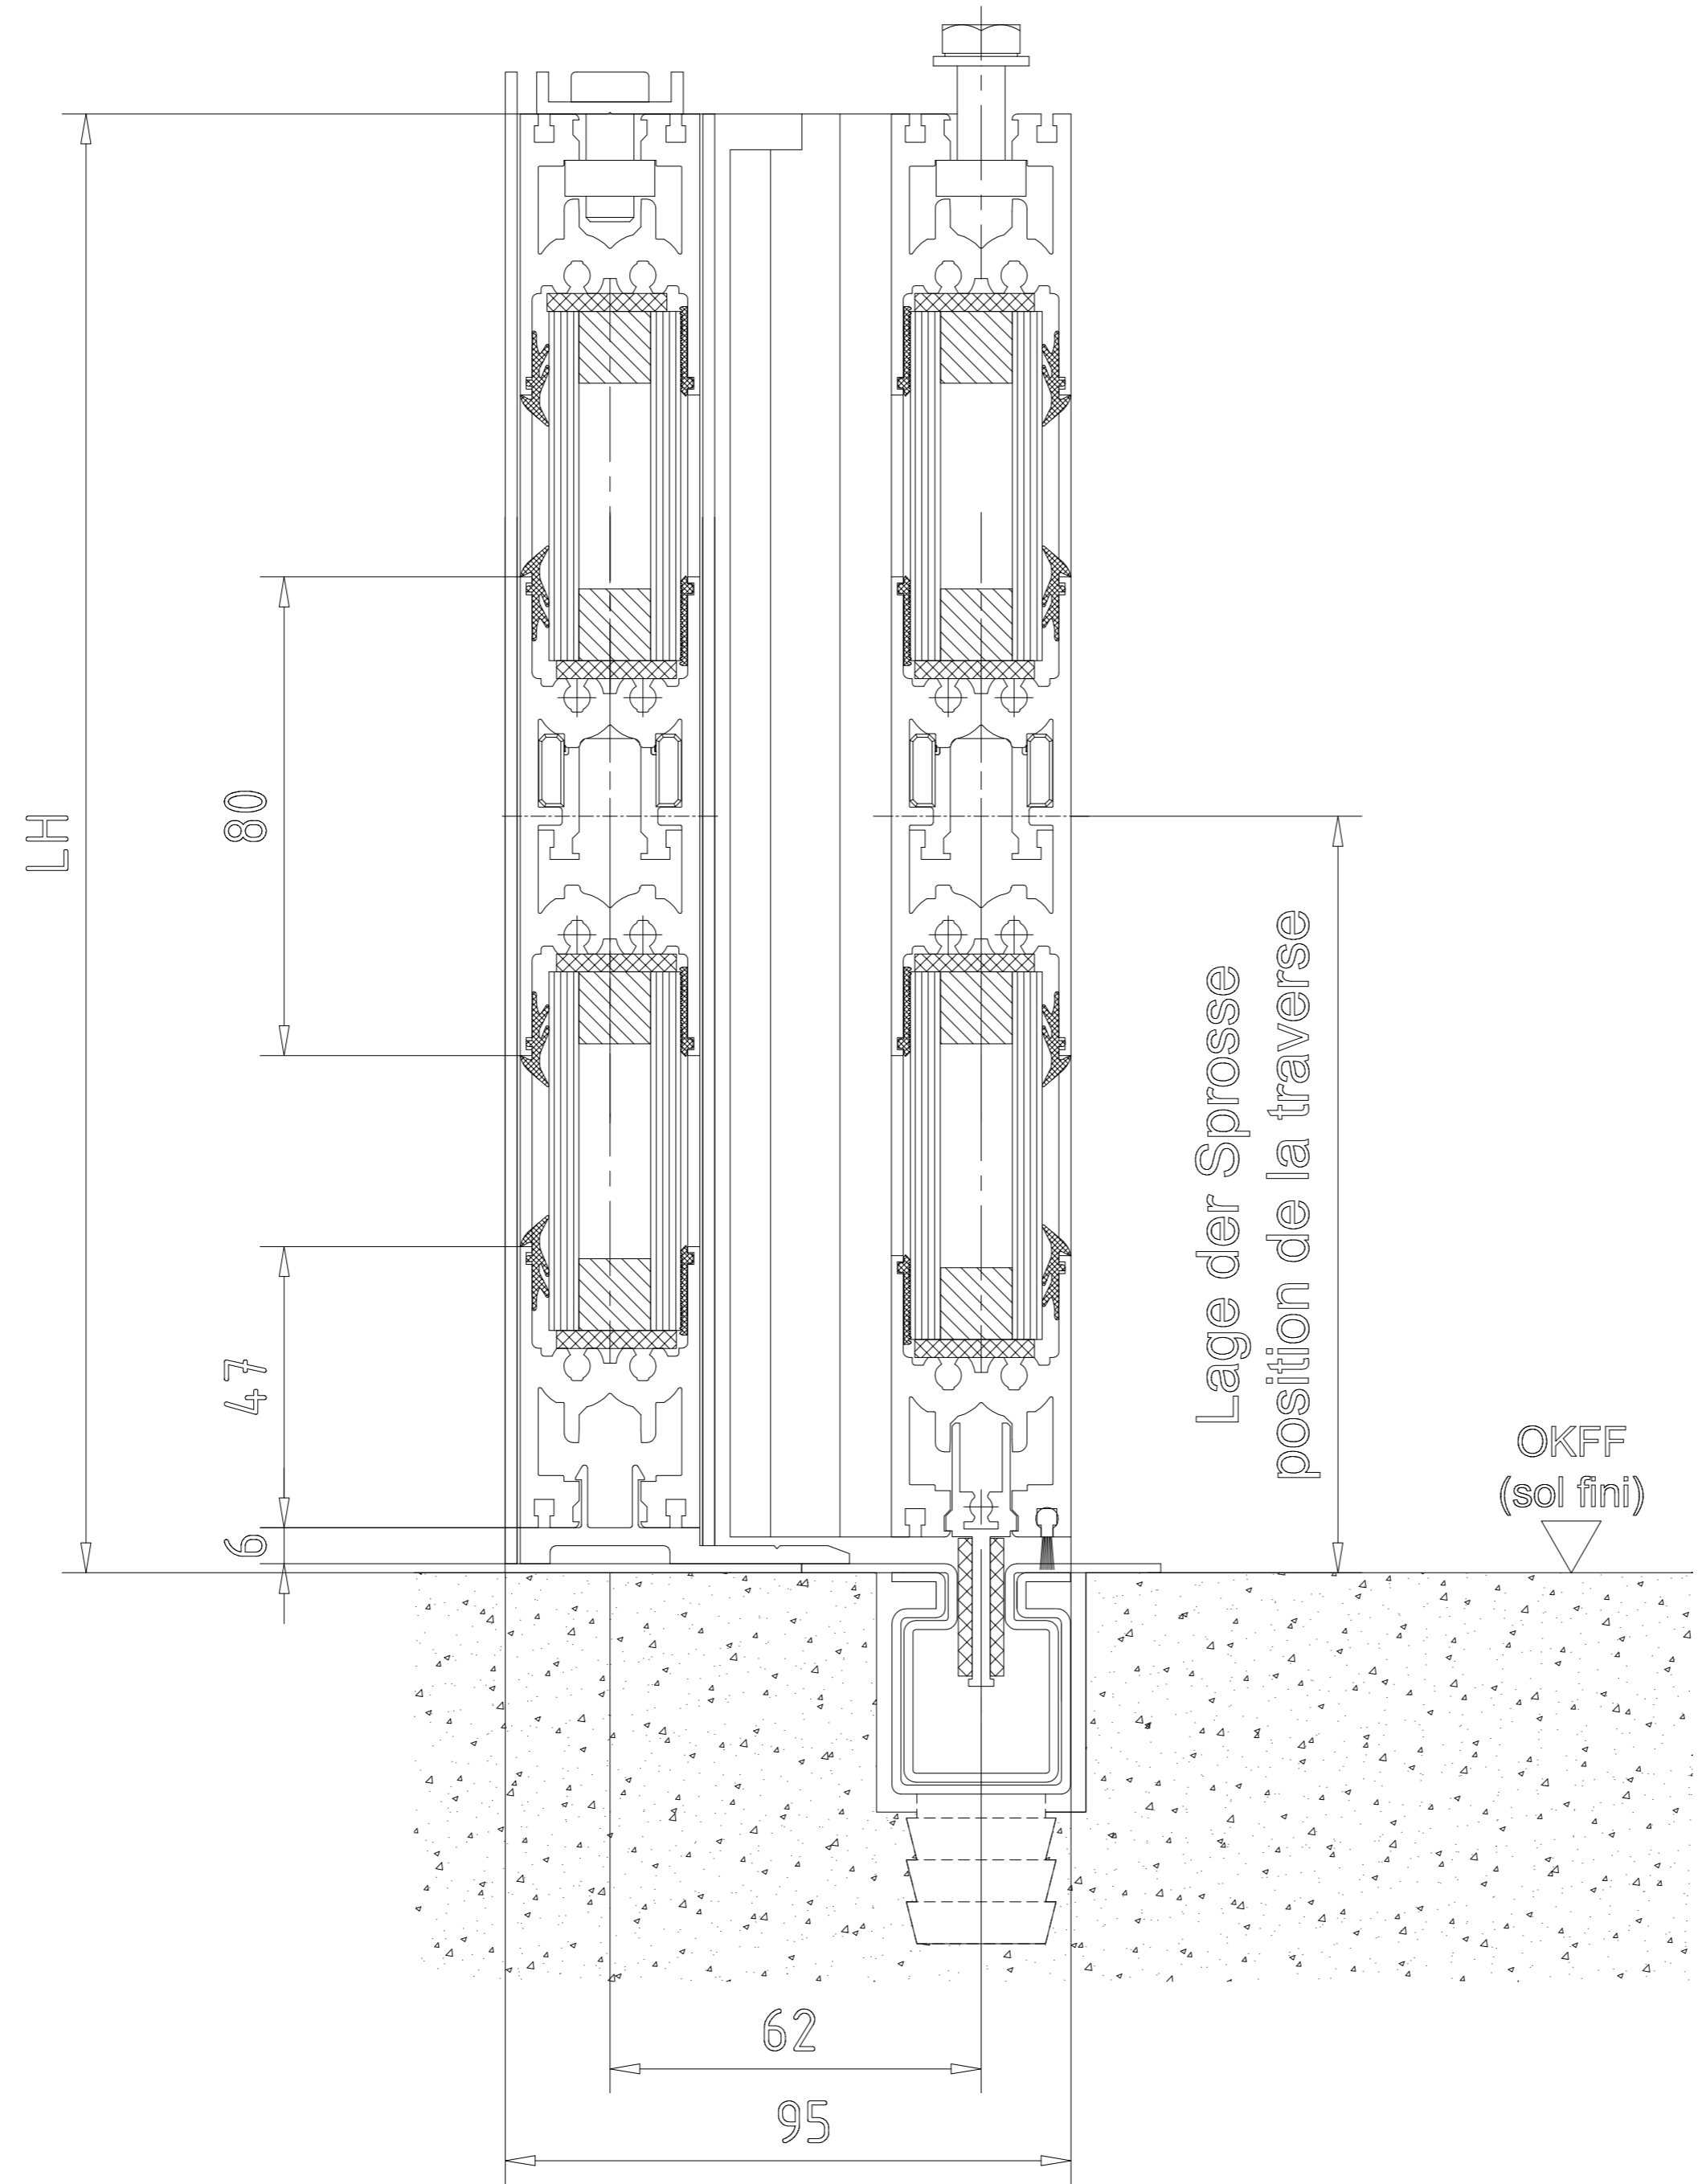 LH
80
47
6
Lage der Sprosse
position de la traverse
OKFF
(sol fini)
62
95